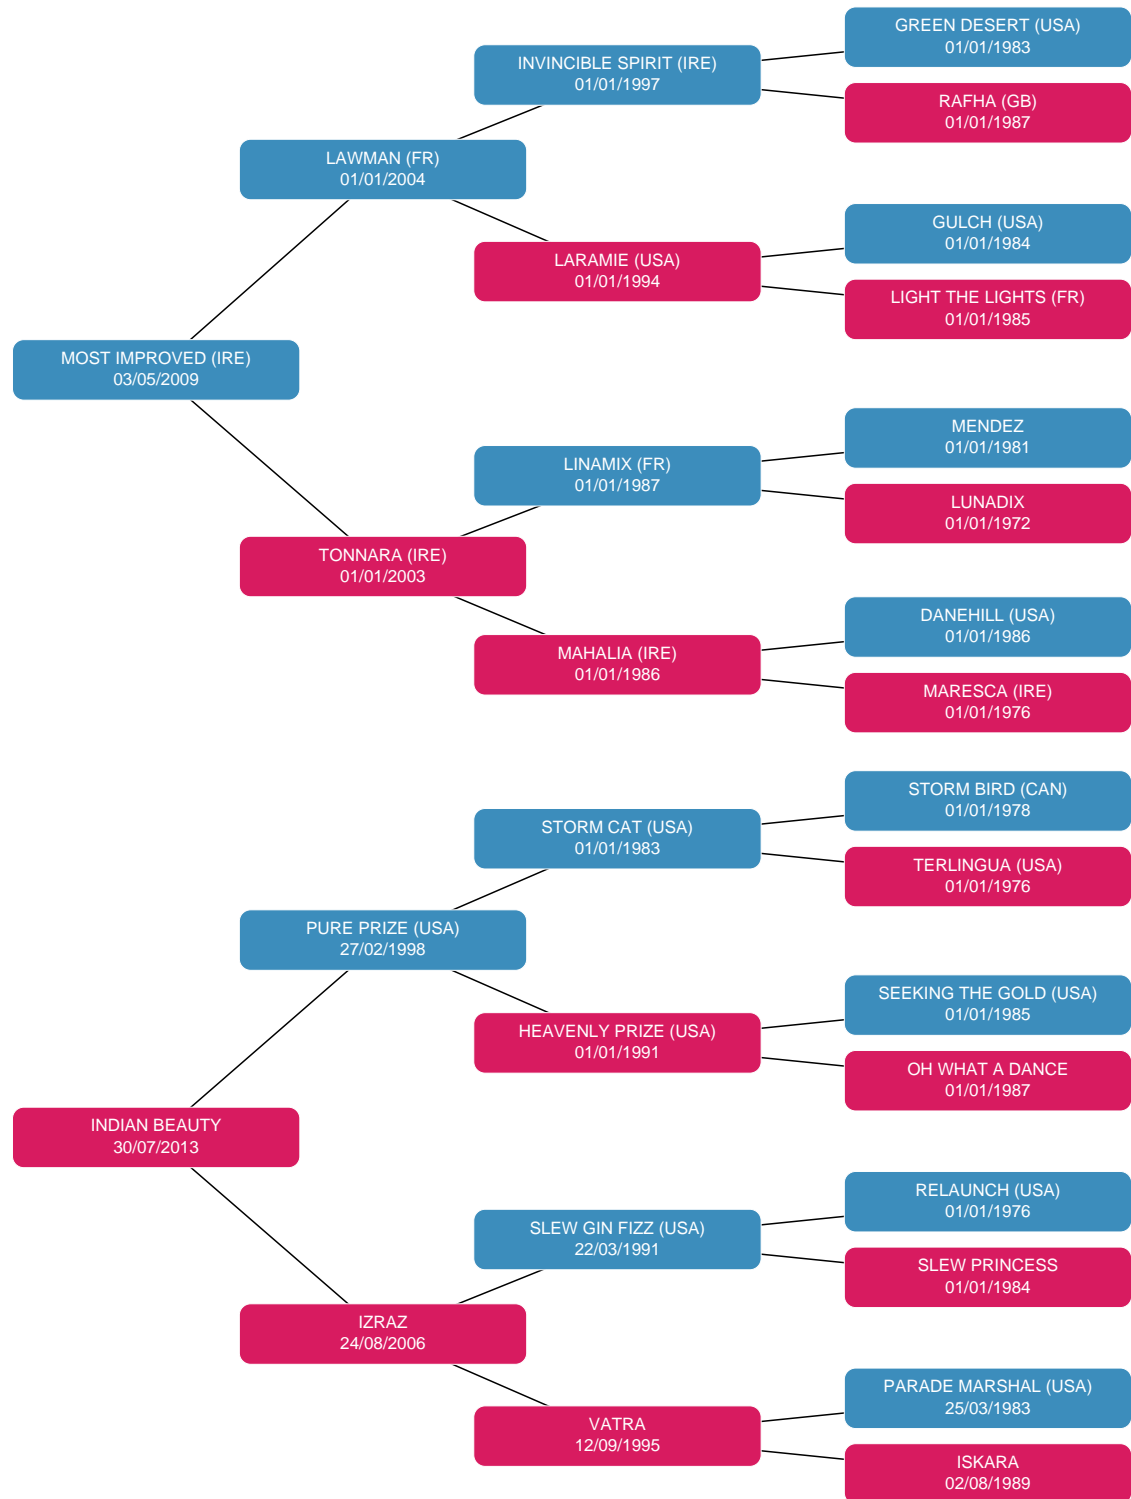 GREEN DESERT (USA)
01/01/1983
INVINCIBLE SPIRIT (IRE)
01/01/1997
RAFHA (GB)
01/01/1987
LAWMAN (FR)
01/01/2004
GULCH (USA)
01/01/1984
LARAMIE (USA)
01/01/1994
LIGHT THE LIGHTS (FR)
01/01/1985
MOST IMPROVED (IRE)
03/05/2009
MENDEZ
01/01/1981
LINAMIX (FR)
01/01/1987
LUNADIX
01/01/1972
TONNARA (IRE)
01/01/2003
DANEHILL (USA)
01/01/1986
MAHALIA (IRE)
01/01/1986
MARESCA (IRE)
01/01/1976
STORM BIRD (CAN)
01/01/1978
STORM CAT (USA)
01/01/1983
TERLINGUA (USA)
01/01/1976
PURE PRIZE (USA)
27/02/1998
SEEKING THE GOLD (USA)
01/01/1985
HEAVENLY PRIZE (USA)
01/01/1991
OH WHAT A DANCE
01/01/1987
INDIAN BEAUTY
30/07/2013
RELAUNCH (USA)
01/01/1976
SLEW GIN FIZZ (USA)
22/03/1991
SLEW PRINCESS
01/01/1984
IZRAZ
24/08/2006
PARADE MARSHAL (USA)
25/03/1983
VATRA
12/09/1995
ISKARA
02/08/1989